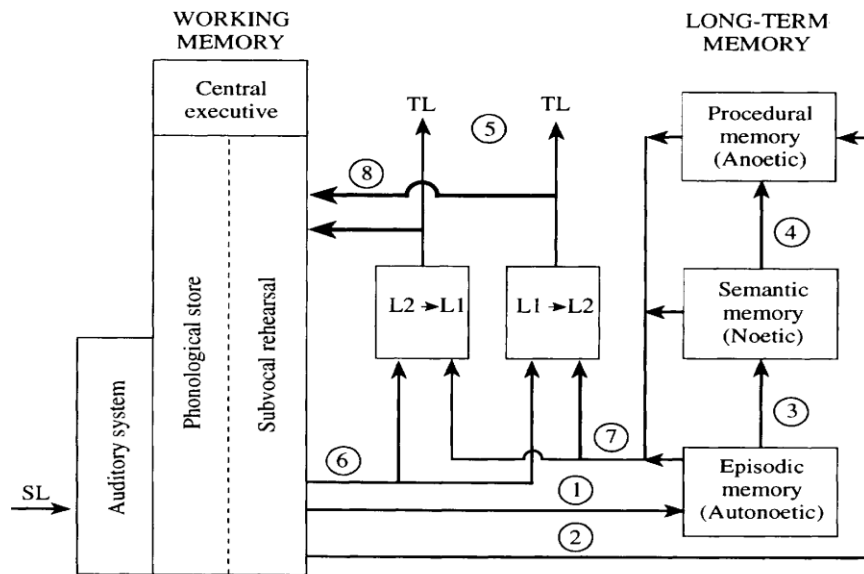 WORKING
MEMORY
LONG-TERM
MEMORY
Central
executive
TL
TL
5
Procedural
memory
(Anoetic)
8
4
Phonological store
Subvocal rehearsal
L2 → L1
L1 → L2
Semantic
memory
(Noetic)
Auditory system
3
7
6
Episodic
memory
(Autonoetic)
1
SL
2